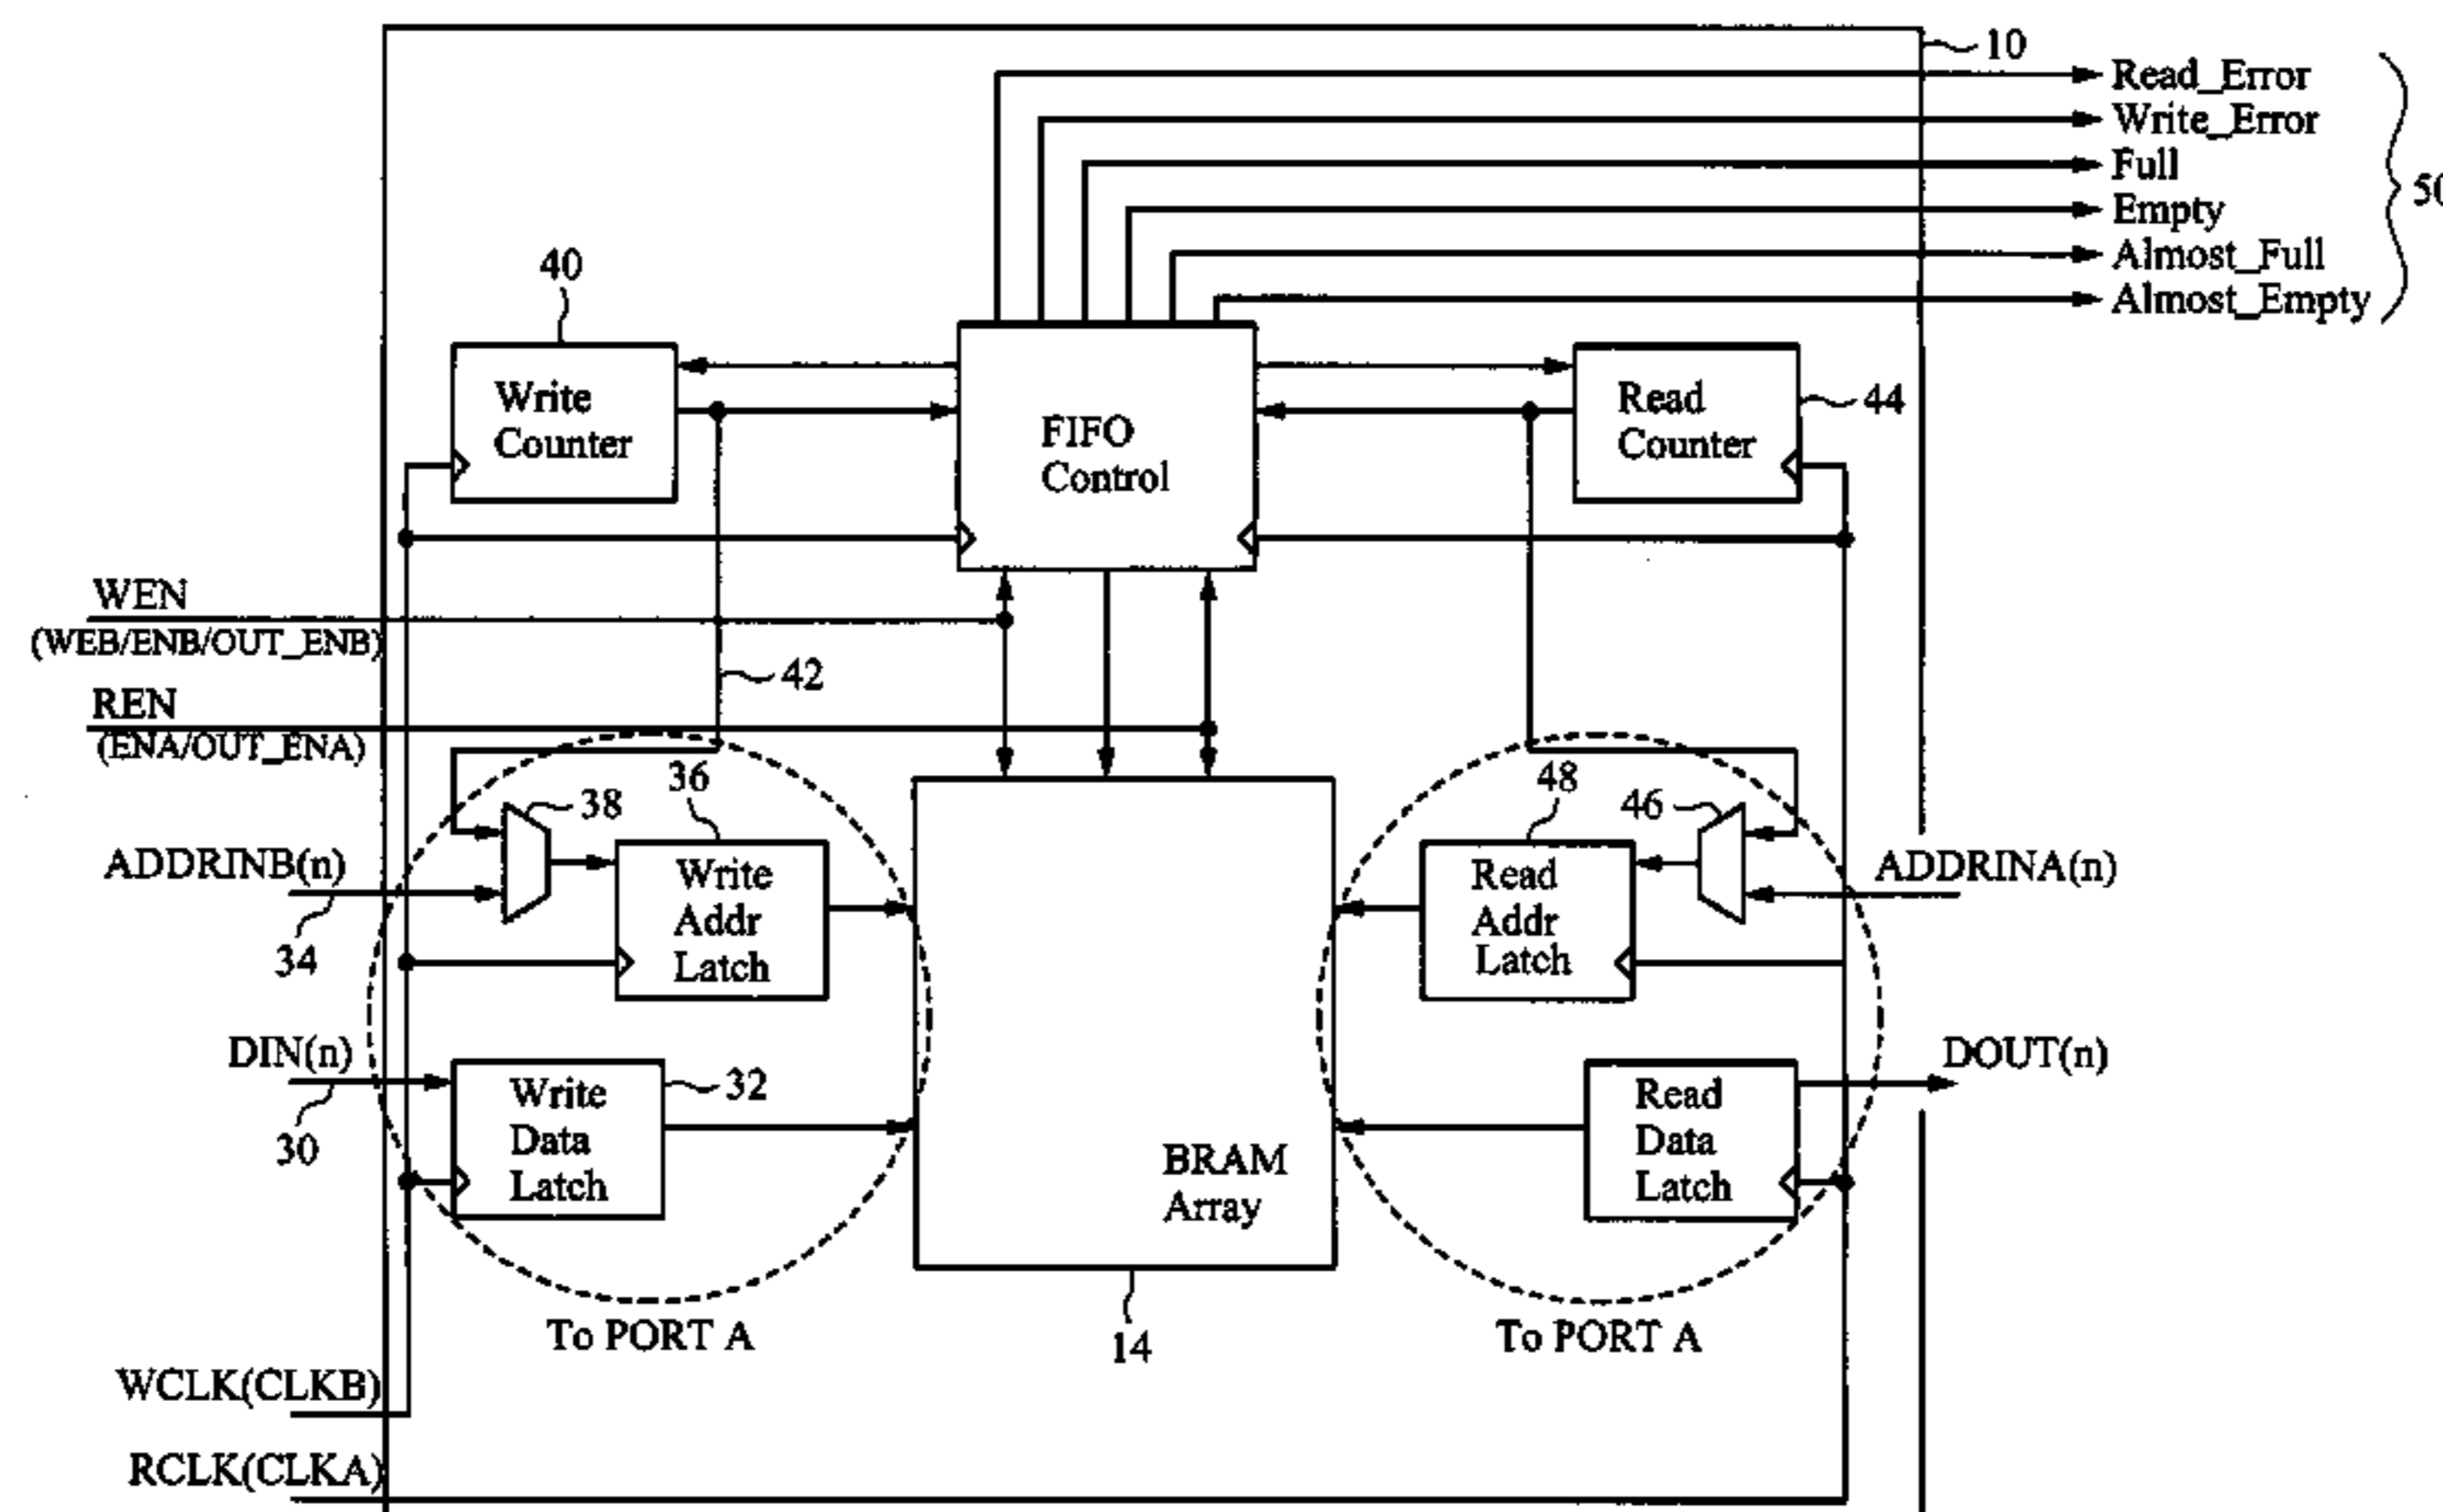 10
Read_Error
Write_Error
Full
Empty
Almost_Full
Almost_Empty
50
40
Write
Counter
FIFO
Control
Read
Counter
44
WEN
(WEB/ENB/OUT_ENB)
42
REN
(ENA/OUT_ENA)
38
36
48
46
ADDRINB(n)
34
Write
Addr
Latch
Read
Addr
Latch
ADDRINA(n)
DIN(n)
30
Write
Data
Latch
32
BRAM
Array
Read
Data
Latch
DOUT(n)
To PORT A
14
To PORT A
WCLK(CLKB)
RCLK(CLKA)